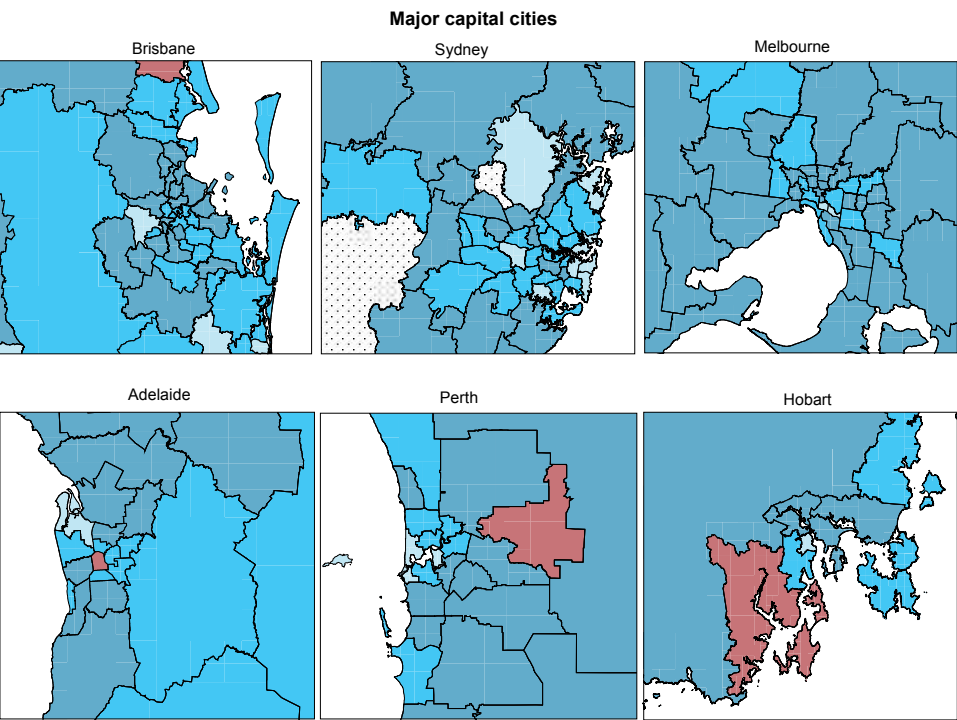 Major capital cities
Brisbane
Sydney
Melbourne
Adelaide
Perth
Hobart